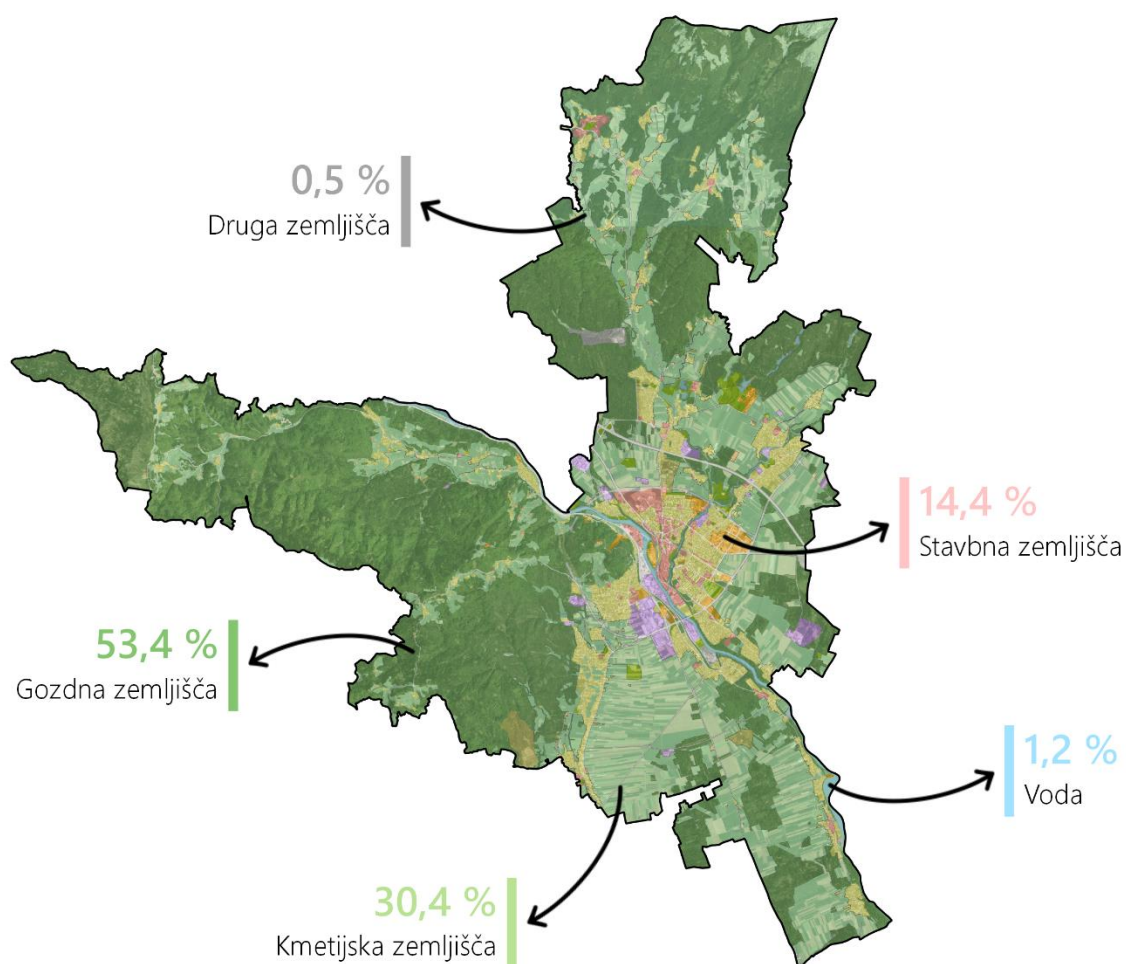 0,5 %
Druga zemljišča
14,4 %
Stavbna zemljišča
53,4 %
Gozdna zemljišča
1,2 %
Voda
30,4 %
Kmetijska zemljišča